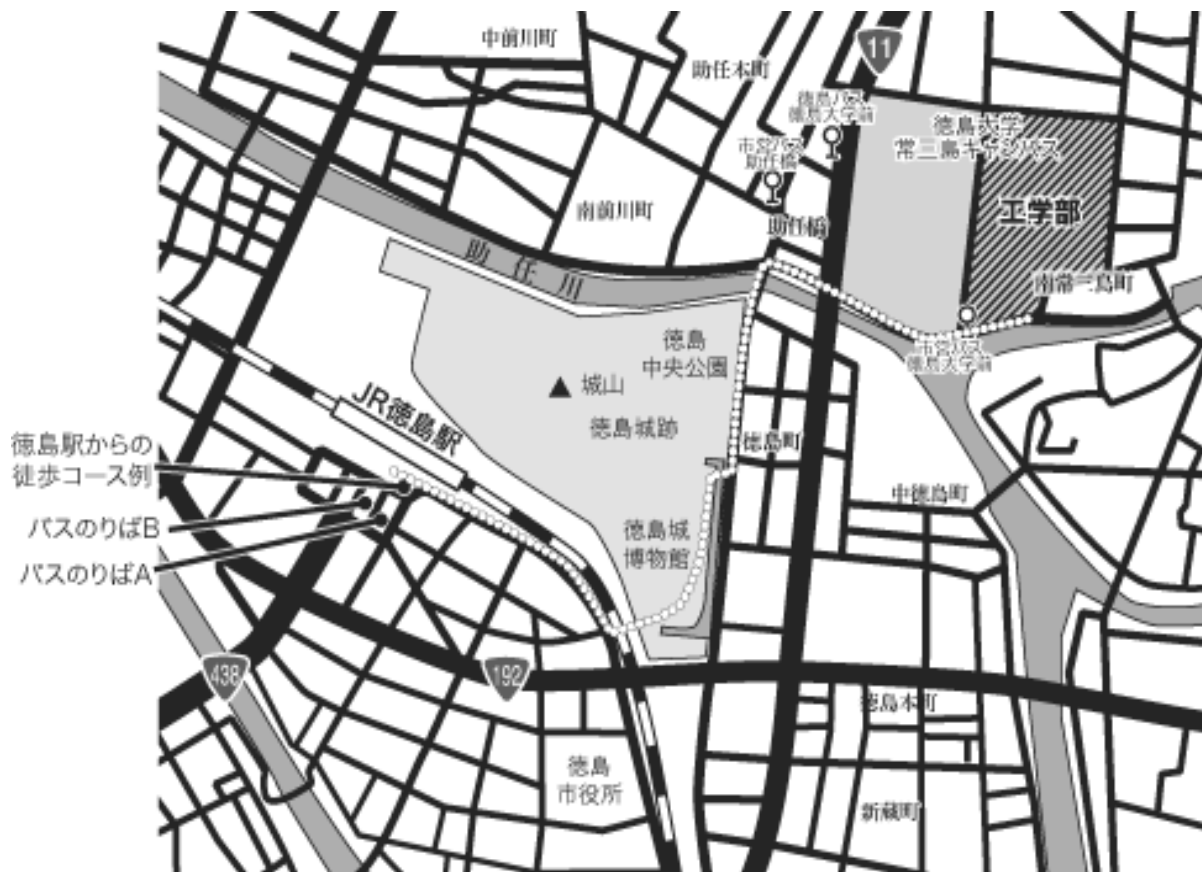 中前川町
助任本町
11
徳島バス
徳島大学前
市営バス
助任橋
徳島大学
常三島キャンパス
工学部
南前川町
助任橋
助任川
南常三島町
市営バス
徳島大学前
徳島
中央公園
城山
徳島城跡
JR徳島駅
徳島町
徳島駅からの
徒歩コース例
中徳島町
バスのりばB
徳島城
博物館
バスのりばA
438
192
徳島本町
徳島
市役所
新蔵町